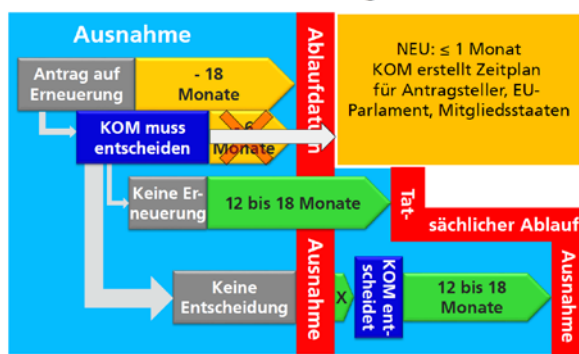 Ausnahme
Antrag auf
Erneuerung
- 18
Monate
Ablaufdatum
NEU: ≤ 1 Monat
KOM erstellt Zeitplan
für Antragsteller, EU-
Parlament, Mitgliedsstaaten
KOM muss
entscheiden
- 6
Monate
Keine Er-
neuerung
12 bis 18 Monate
Tat-
sächlicher Ablauf
Keine
Entscheidung
Ausnahme
X
KOM ent-
scheidet
12 bis 18
Monate
Ausnahme